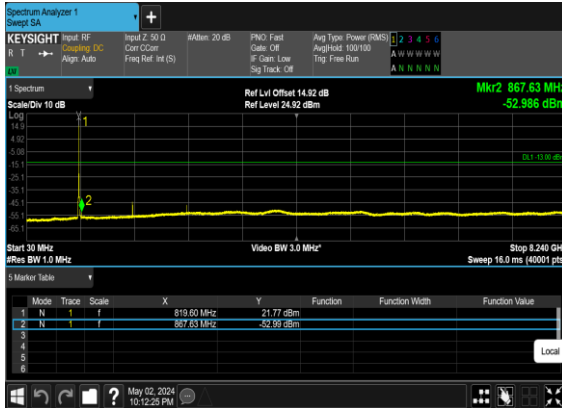 Spectrum Analyzer 1
Swept SA
+
KEYSIGHT Input: RF Input Z: 50 Ω #Atten: 20 dB PNO: Fast Avg Type: Power (RMS) 1 2 3 4 5 6
R T Coupling: DC Corr CCorr Gate: Off Avg|Hold: 100/100 A W W W W W
Align: Auto Freq Ref: Int (S) IF Gain: Low Trig: Free Run
Sig Track: Off A N N N N N
1 Spectrum Ref Lvl Offset 14.92 dB Mkr2 867.63 MHz
Scale/Div 10 dB Ref Level 24.92 dBm -52.986 dBm
Log
14.9 1
4.92
-5.08
-15.1 DL1 -13.00 dBm
-25.1
-35.1
-45.1 2
-55.1
-65.1
Start 30 MHz Video BW 3.0 MHz* Stop 8.240 GHz
#Res BW 1.0 MHz Sweep 16.0 ms (40001 pts)
5 Marker Table
Mode Trace Scale X Y Function Function Width Function Value
1 N 1 f 819.60 MHz 21.77 dBm
2 N 1 f 867.63 MHz -52.99 dBm
3
4
5
6
Local
? May 02, 2024
10:12:25 PM